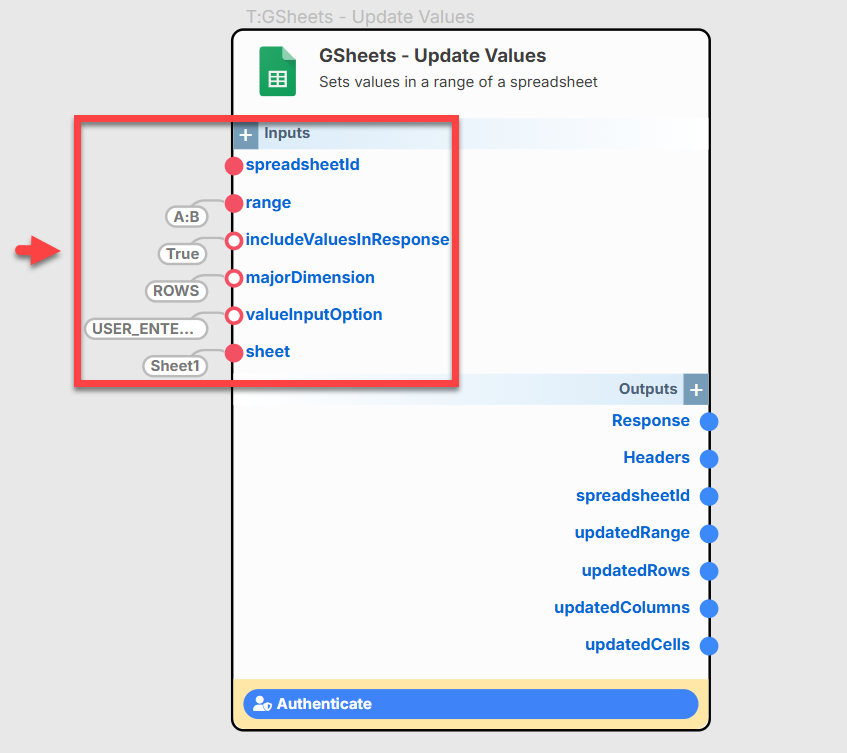 T:GSheets - Update Values
GSheets - Update Values
Sets values in a range of a spreadsheet
+ Inputs
spreadsheetId
range
A:B
includeValuesInResponse
True
majorDimension
ROWS
valueInputOption
USER_ENTE...
sheet
Sheet1
Outputs +
Response
Headers
spreadsheetId
updatedRange
updatedRows
updatedColumns
updatedCells
Authenticate